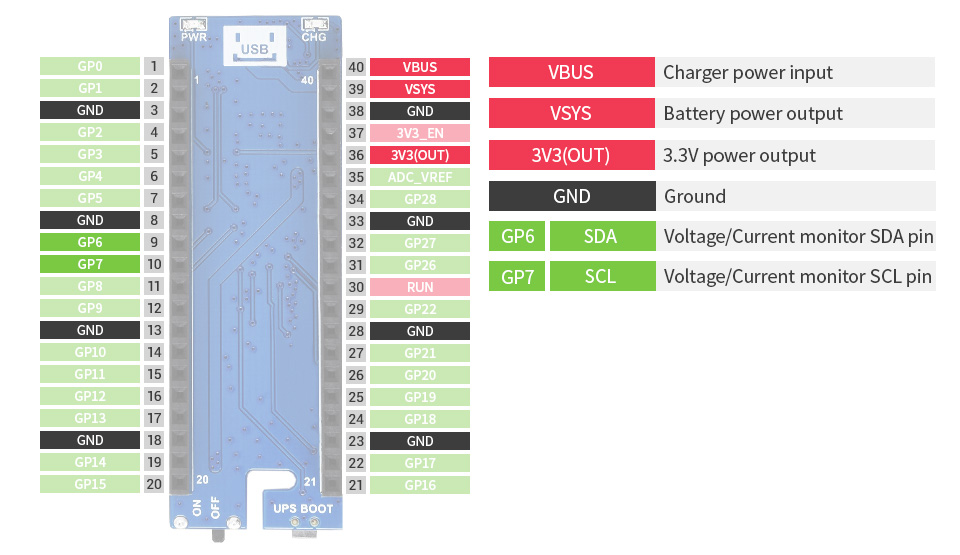 PWR
CHG
USB
GP0 1 40 VBUS
GP1 2 39 VSYS
GND 3 38 GND
GP2 4 37 3V3_EN
GP3 5 36 3V3(OUT)
GP4 6 35 ADC_VREF
GP5 7 34 GP28
GND 8 33 GND
GP6 9 32 GP27
GP7 10 31 GP26
GP8 11 30 RUN
GP9 12 29 GP22
GND 13 28 GND
GP10 14 27 GP21
GP11 15 26 GP20
GP12 16 25 GP19
GP13 17 24 GP18
GND 18 23 GND
GP14 19 22 GP17
GP15 20 21 GP16
1 40
20 21
ON OFF UPS BOOT
VBUS Charger power input
VSYS Battery power output
3V3(OUT) 3.3V power output
GND Ground
GP6 SDA Voltage/Current monitor SDA pin
GP7 SCL Voltage/Current monitor SCL pin